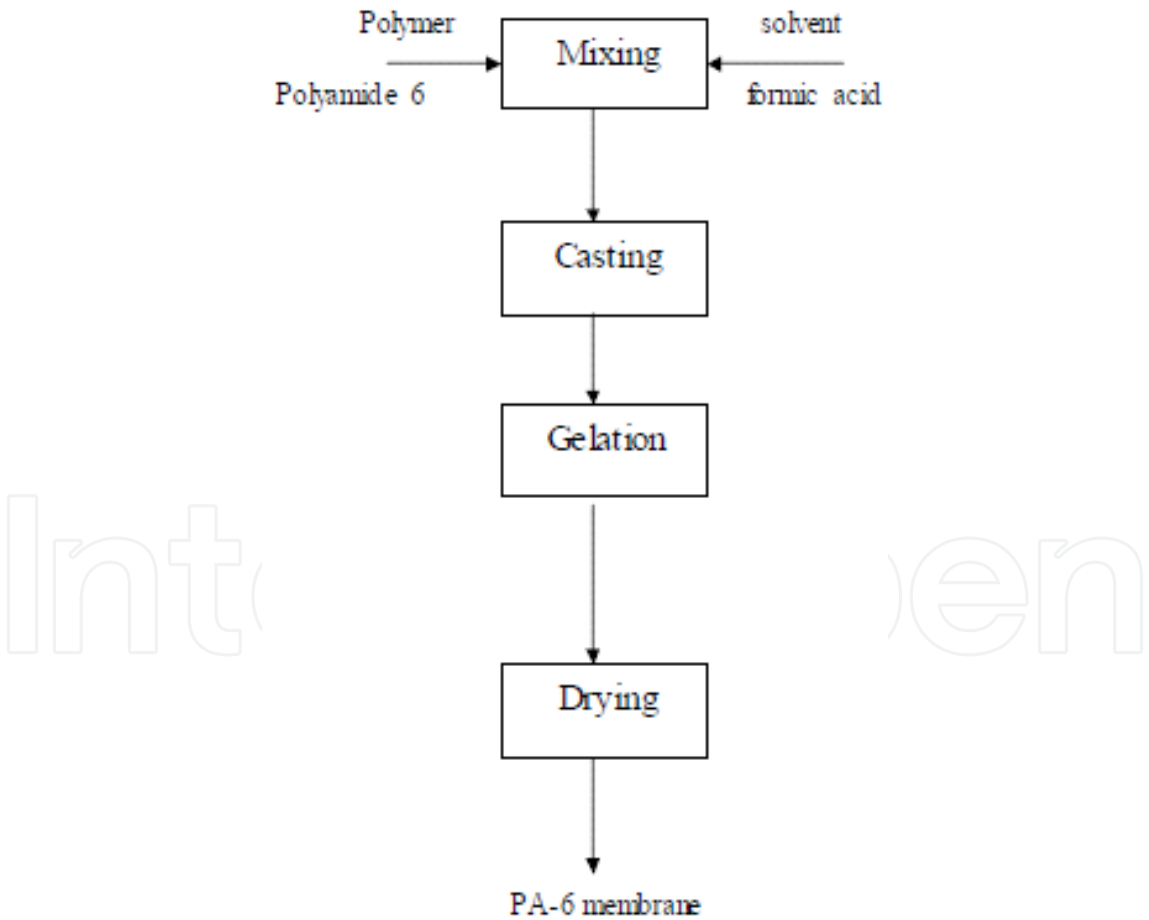 Polymer
Polyamide 6
Mixing
solvent
formic acid
Casting
Gelation
Drying
PA-6 membrane